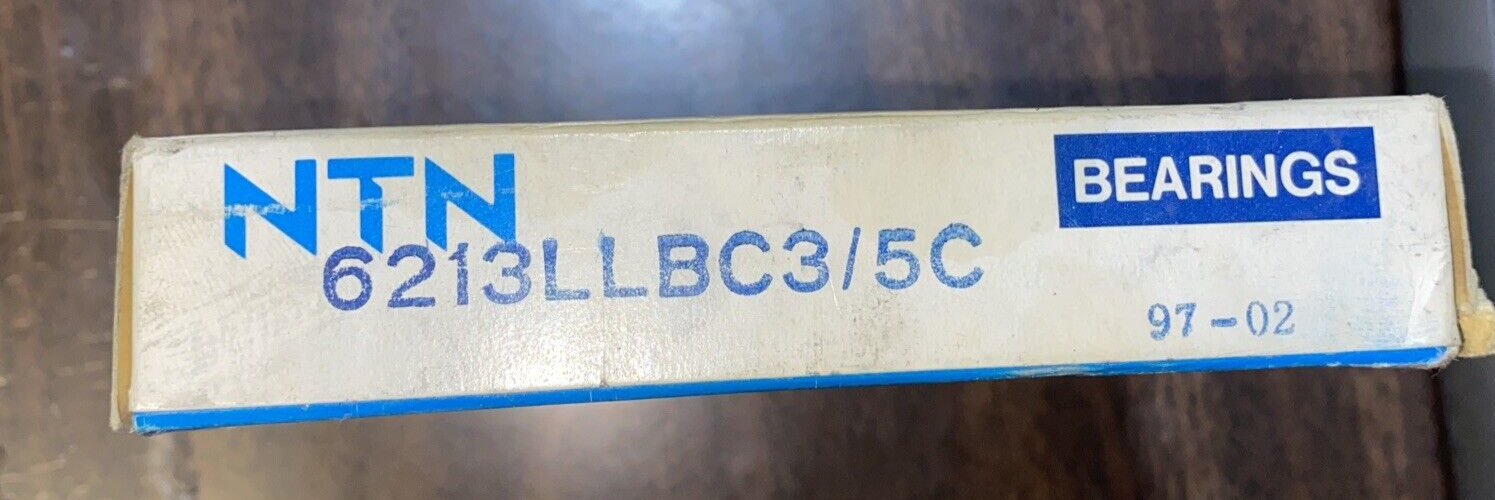 NTN
BEARINGS
6213LLBC3/5C
97-02